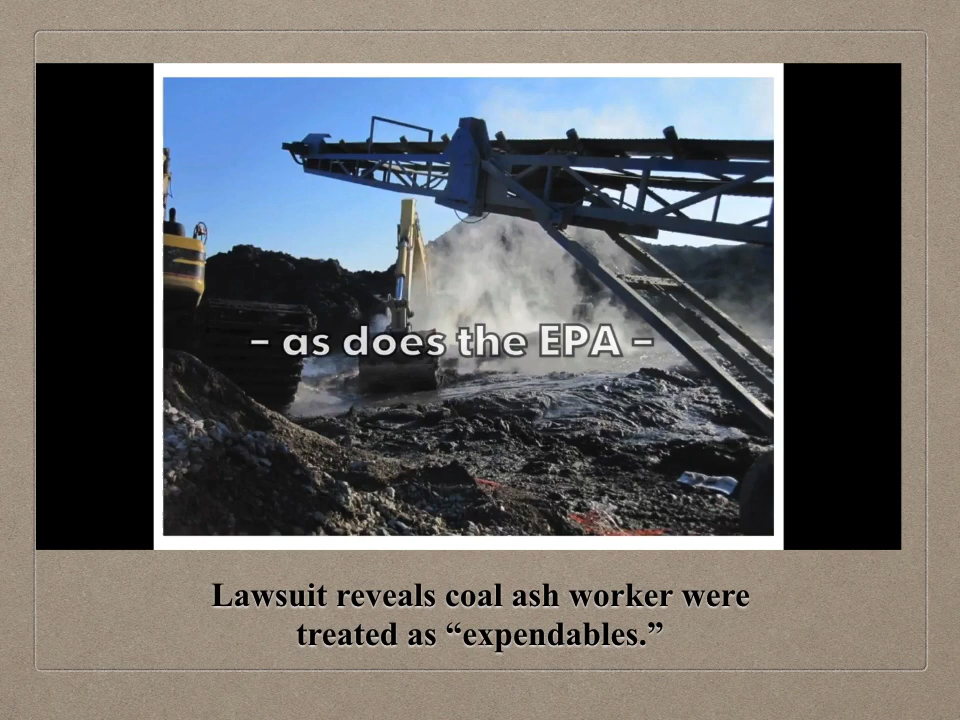 – as does the EPA –
Lawsuit reveals coal ash worker were
treated as “expendables.”